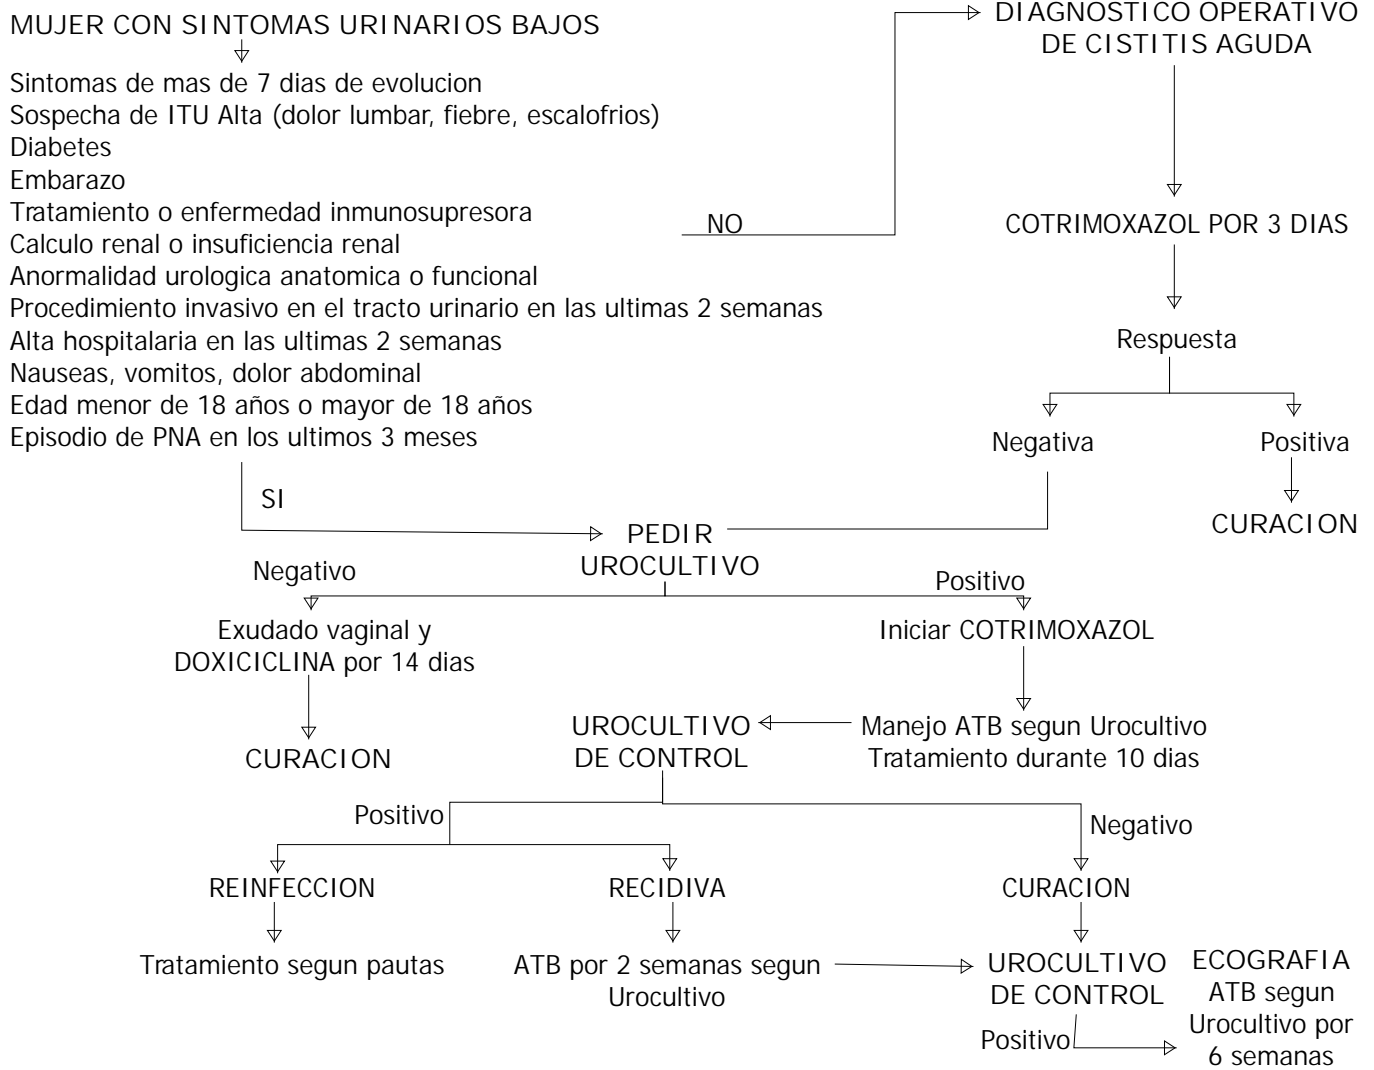 MUJER CON SINTOMAS URINARIOS BAJOS
Sintomas de mas de 7 dias de evolucion
Sospecha de ITU Alta (dolor lumbar, fiebre, escalofrios)
Diabetes
Embarazo
Tratamiento o enfermedad inmunosupresora
Calculo renal o insuficiencia renal
Anormalidad urologica anatomica o funcional
Procedimiento invasivo en el tracto urinario en las ultimas 2 semanas
Alta hospitalaria en las ultimas 2 semanas
Nauseas, vomitos, dolor abdominal
Edad menor de 18 años o mayor de 18 años
Episodio de PNA en los ultimos 3 meses
NO
DIAGNOSTICO OPERATIVO
DE CISTITIS AGUDA
COTRIMOXAZOL POR 3 DIAS
Respuesta
Negativa
Positiva
CURACION
SI
PEDIR
UROCULTIVO
Negativo
Positivo
Exudado vaginal y
DOXICICLINA por 14 dias
CURACION
Iniciar COTRIMOXAZOL
Manejo ATB segun Urocultivo
Tratamiento durante 10 dias
UROCULTIVO
DE CONTROL
Positivo
Negativo
REINFECCION
RECIDIVA
CURACION
Tratamiento segun pautas
ATB por 2 semanas segun
Urocultivo
UROCULTIVO
DE CONTROL
Positivo
ECOGRAFIA
ATB segun
Urocultivo por
6 semanas